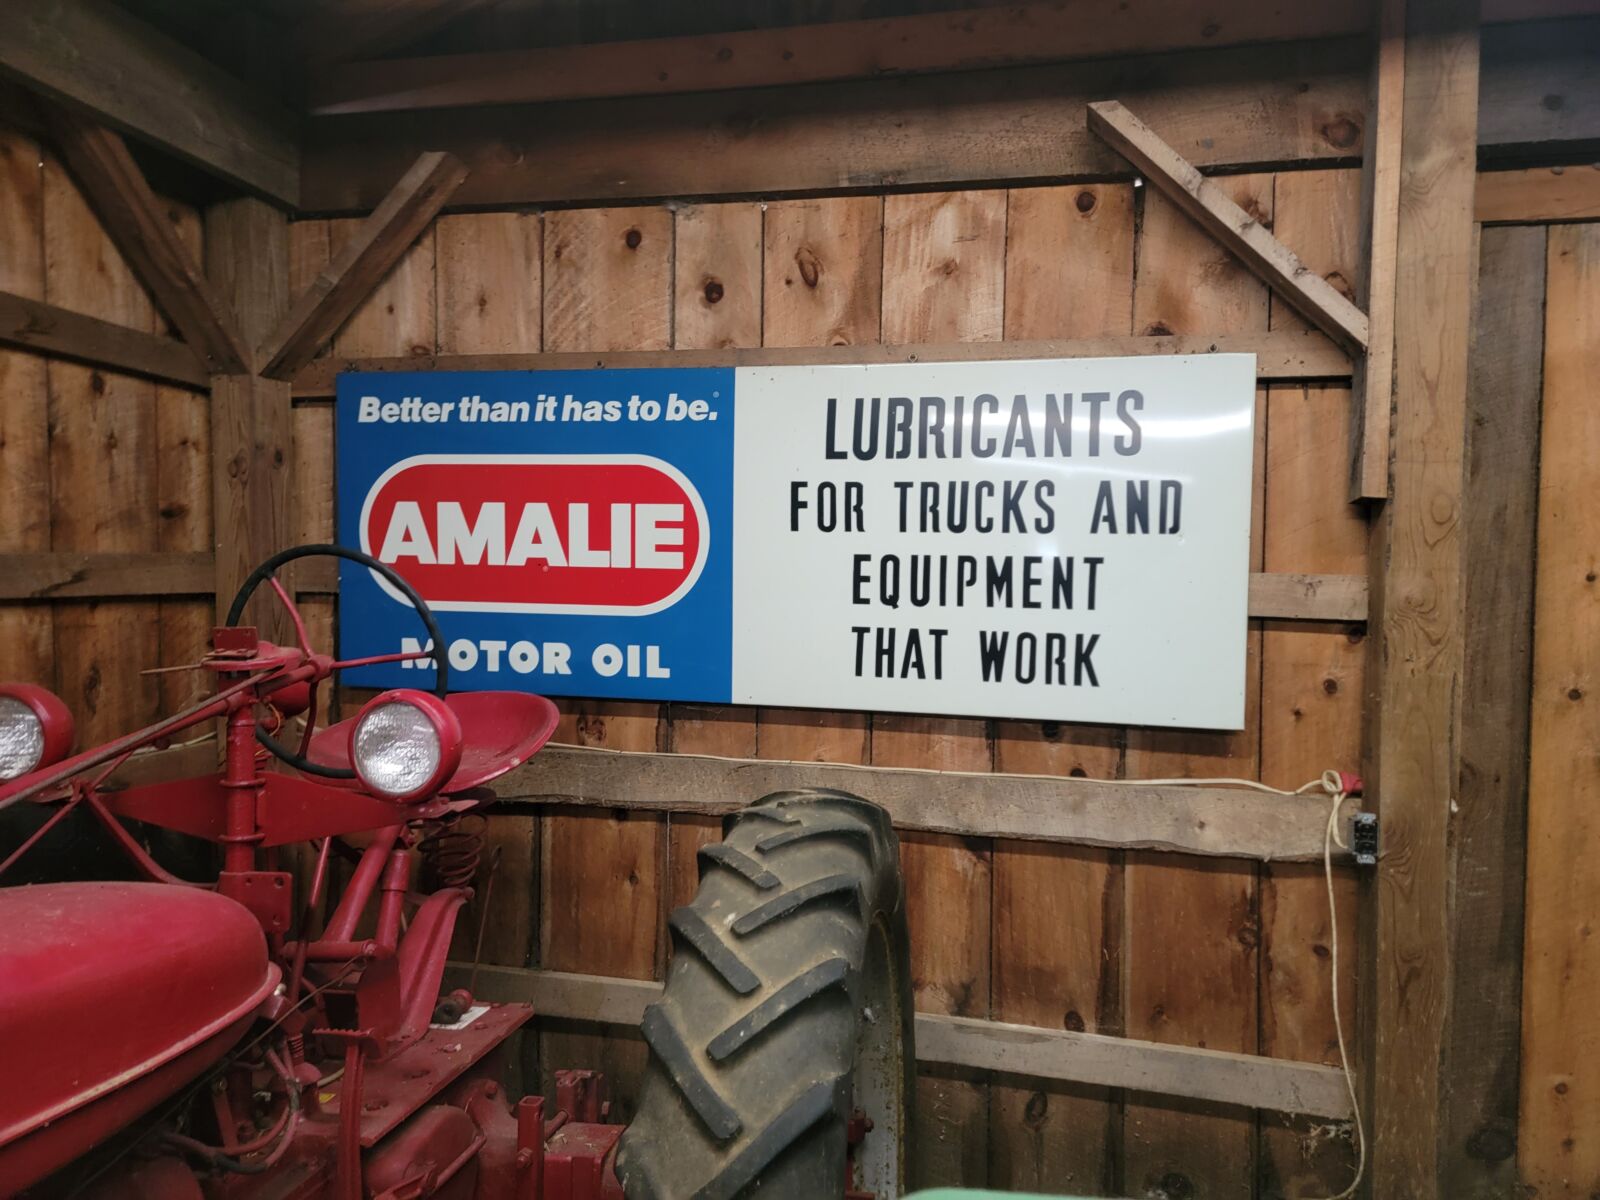 Better than it has to be.®
AMALIE
MOTOR OIL
LUBRICANTS
FOR TRUCKS AND
EQUIPMENT
THAT WORK